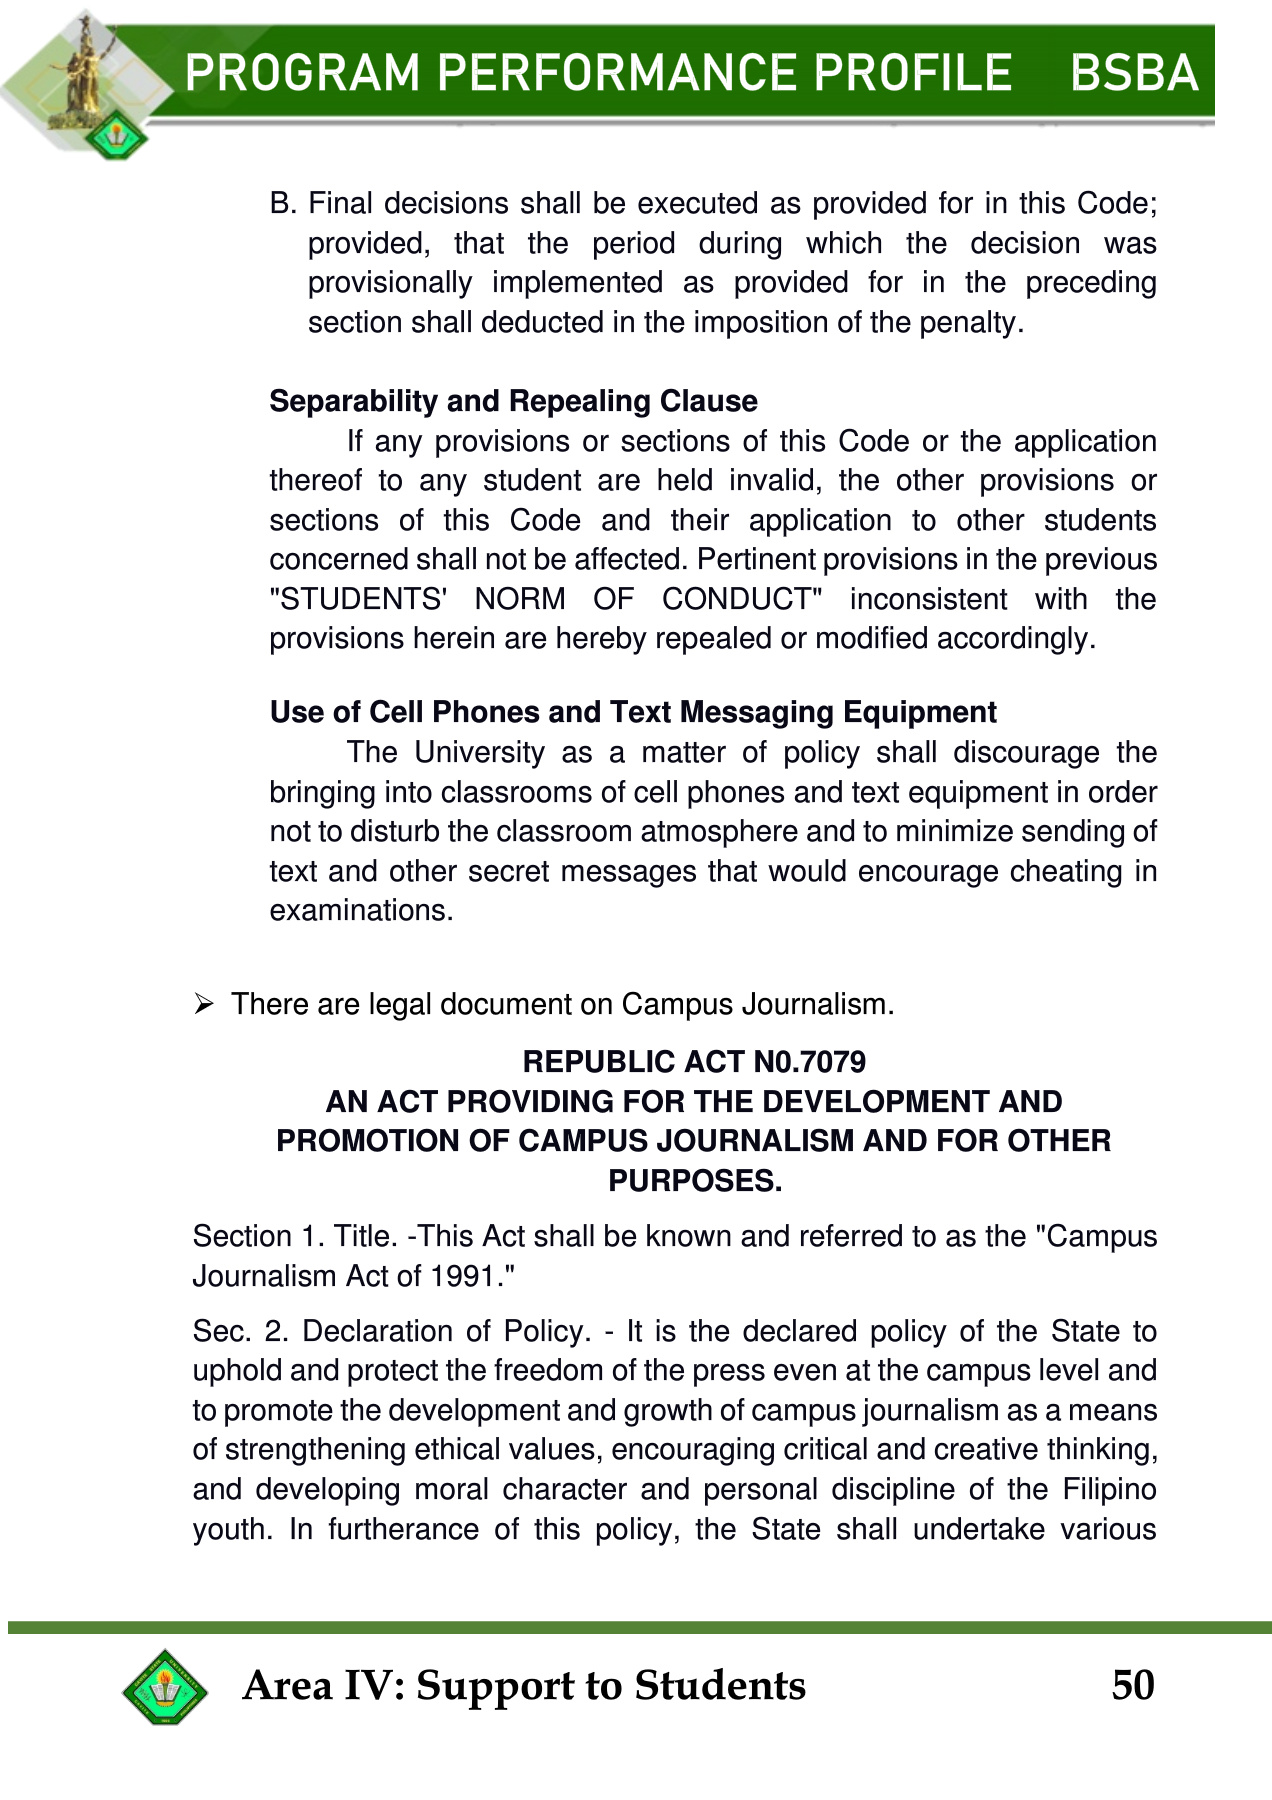 PROGRAM PERFORMANCE PROFILE BSBA
B. Final decisions shall be executed as provided for in this Code;
provided, that the period during which the decision was
provisionally implemented as provided for in the preceding
section shall deducted in the imposition of the penalty.
Separability and Repealing Clause
If any provisions or sections of this Code or the application
thereof to any student are held invalid, the other provisions or
sections of this Code and their application to other students
concerned shall not be affected. Pertinent provisions in the previous
"STUDENTS' NORM OF CONDUCT" inconsistent with the
provisions herein are hereby repealed or modified accordingly.
Use of Cell Phones and Text Messaging Equipment
The University as a matter of policy shall discourage the
bringing into classrooms of cell phones and text equipment in order
not to disturb the classroom atmosphere and to minimize sending of
text and other secret messages that would encourage cheating in
examinations.
➢ There are legal document on Campus Journalism.
REPUBLIC ACT N0.7079
AN ACT PROVIDING FOR THE DEVELOPMENT AND
PROMOTION OF CAMPUS JOURNALISM AND FOR OTHER
PURPOSES.
Section 1. Title. -This Act shall be known and referred to as the "Campus
Journalism Act of 1991."
Sec. 2. Declaration of Policy. - It is the declared policy of the State to
uphold and protect the freedom of the press even at the campus level and
to promote the development and growth of campus journalism as a means
of strengthening ethical values, encouraging critical and creative thinking,
and developing moral character and personal discipline of the Filipino
youth. In furtherance of this policy, the State shall undertake various
Area IV: Support to Students 50